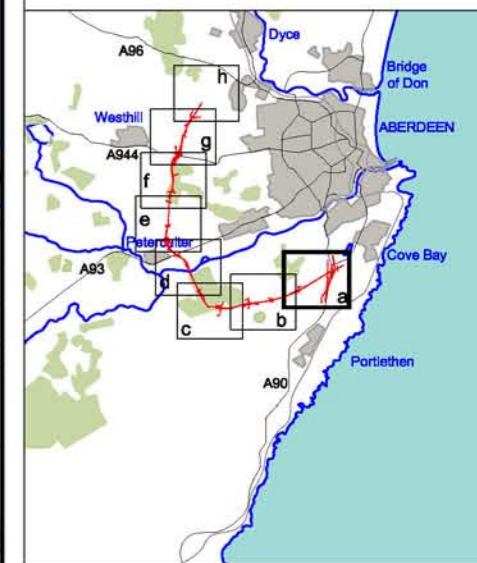 Dyce
A96
Bridge
of Don
h
Westhill
ABERDEEN
g
A944
f
e
Peterculter
Cove Bay
A93
d
a
c
b
Portlethen
A90